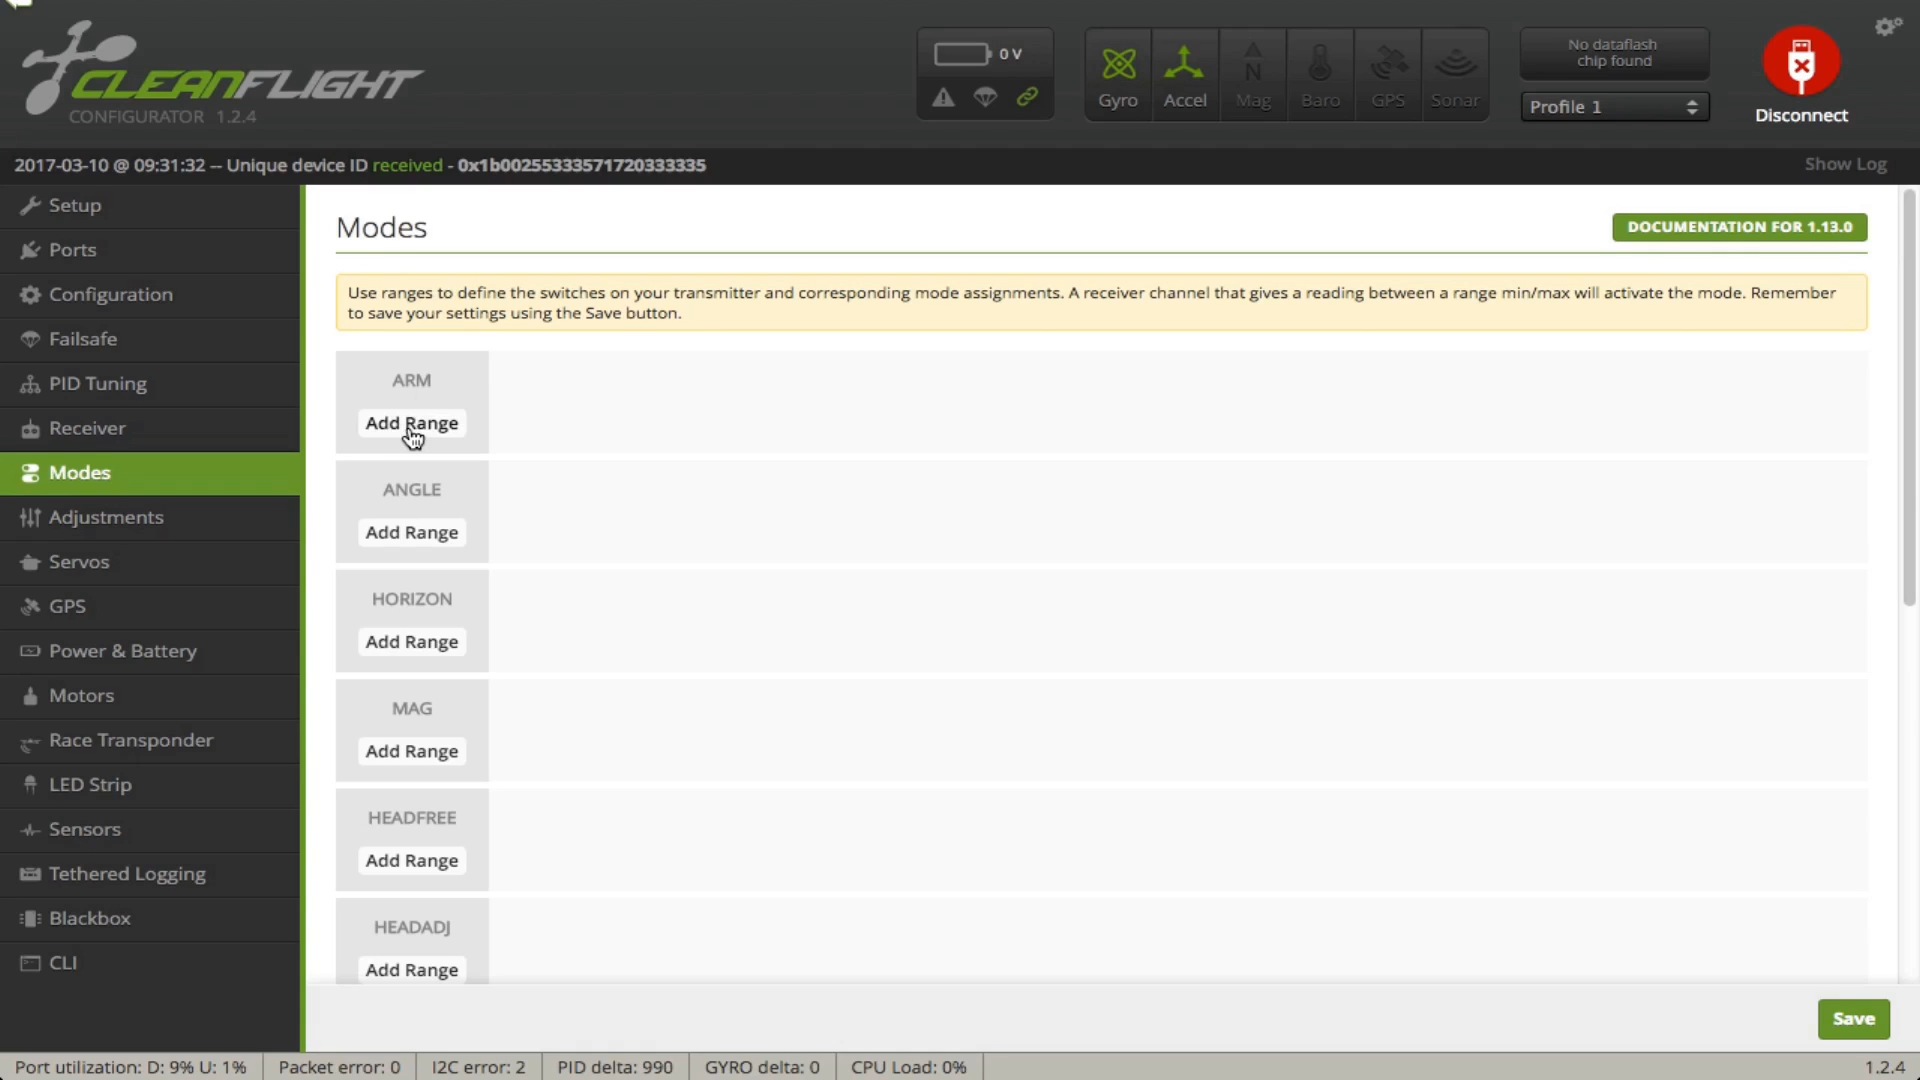 CLEANFLIGHT
CONFIGURATOR 1.2.4
0 V
Gyro
Accel
Mag
Baro
GPS
Sonar
No dataflash
chip found
Profile 1
Disconnect
2017-03-10 @ 09:31:32 -- Unique device ID received - 0x1b0025533335717203333​35
Show Log
Setup
Ports
Configuration
Failsafe
PID Tuning
Receiver
Modes
Adjustments
Servos
GPS
Power & Battery
Motors
Race Transponder
LED Strip
Sensors
Tethered Logging
Blackbox
CLI
Modes
DOCUMENTATION FOR 1.13.0
Use ranges to define the switches on your transmitter and corresponding mode assignments. A receiver channel that gives a reading between a range min/max will activate the mode. Remember
to save your settings using the Save button.
ARM
Add Range
ANGLE
Add Range
HORIZON
Add Range
MAG
Add Range
HEADFREE
Add Range
HEADADJ
Add Range
Save
Port utilization: D: 9% U: 1%
Packet error: 0
I2C error: 2
PID delta: 990
GYRO delta: 0
CPU Load: 0%
1.2.4